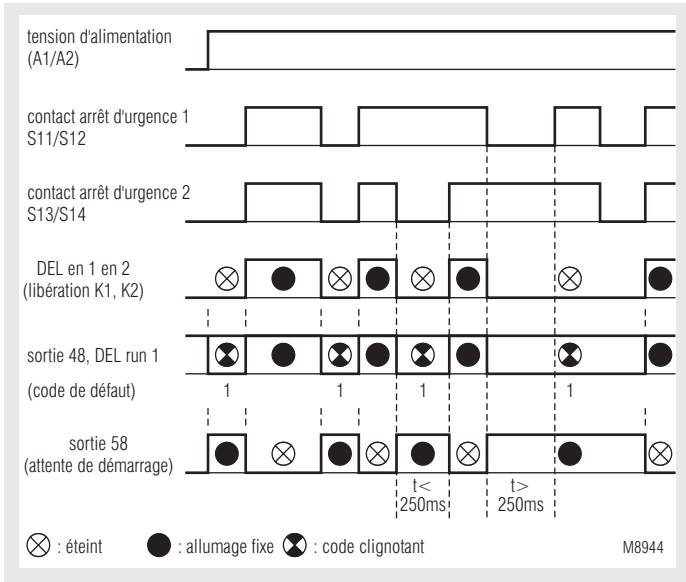 tension d'alimentation
(A1/A2)
contact arrêt d'urgence 1
S11/S12
contact arrêt d'urgence 2
S13/S14
DEL en 1 en 2
(libération K1, K2)
sortie 48, DEL run 1
(code de défaut) 1 1 1 1
sortie 58
(attente de démarrage)
t< t>
250ms 250ms
: éteint : allumage fixe : code clignotant M8944